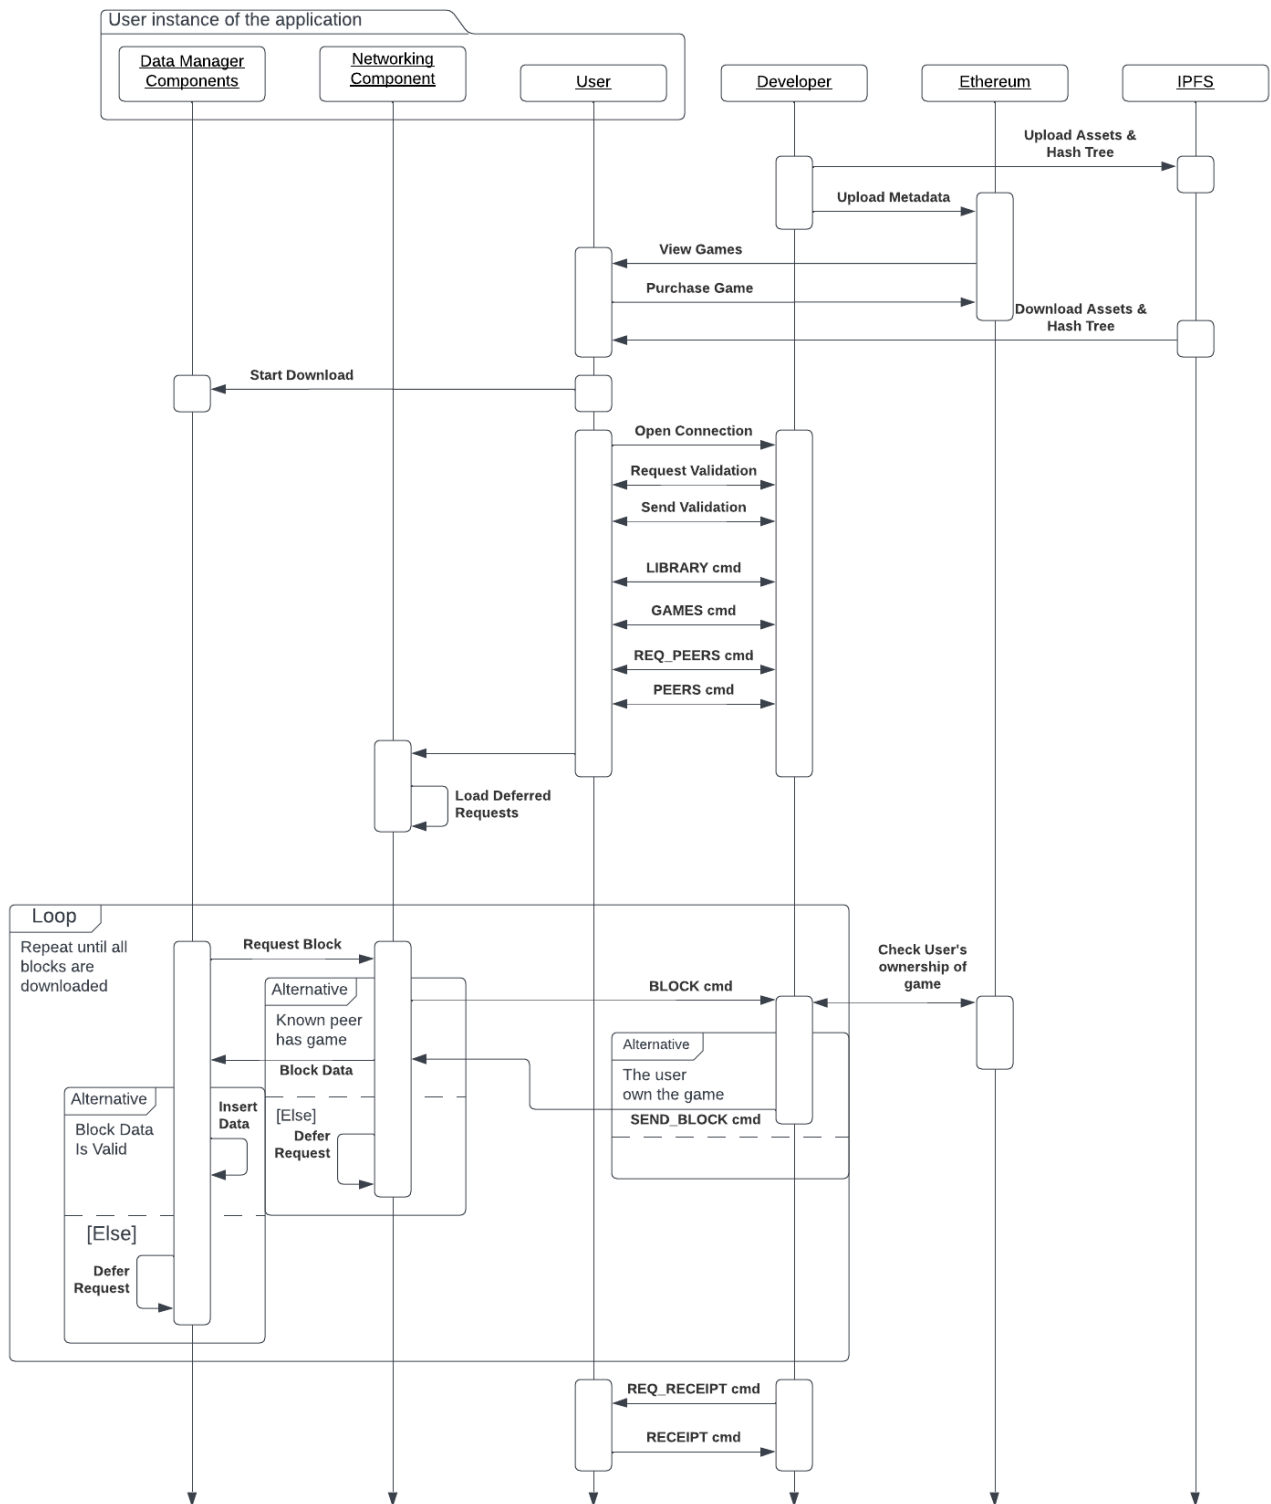 User instance of the application
Data Manager
Components
Networking
Component
User
Developer
Ethereum
IPFS
Upload Assets &
Hash Tree
Upload Metadata
View Games
Purchase Game
Download Assets &
Hash Tree
Start Download
Open Connection
Request Validation
Send Validation
LIBRARY cmd
GAMES cmd
REQ_PEERS cmd
PEERS cmd
Load Deferred
Requests
Loop
Repeat until all
blocks are
downloaded
Request Block
Check User's
ownership of
game
Alternative
Known peer
has game
BLOCK cmd
Alternative
The user
own the game
Block Data
SEND_BLOCK cmd
Alternative
Block Data
Is Valid
Insert
Data
[Else]
Defer
Request
[Else]
Defer
Request
REQ_RECEIPT cmd
RECEIPT cmd